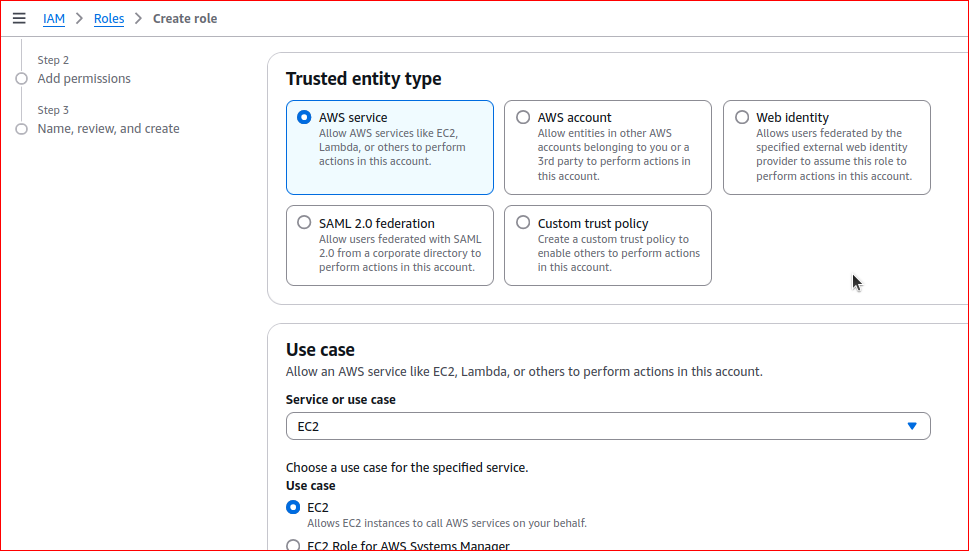 IAM > Roles > Create role
Step 2
Add permissions
Step 3
Name, review, and create
Trusted entity type
AWS service
Allow AWS services like EC2,
Lambda, or others to perform
actions in this account.
AWS account
Allow entities in other AWS
accounts belonging to you or a
3rd party to perform actions in
this account.
Web identity
Allows users federated by the
specified external web identity
provider to assume this role to
perform actions in this account.
SAML 2.0 federation
Allow users federated with SAML
2.0 from a corporate directory to
perform actions in this account.
Custom trust policy
Create a custom trust policy to
enable others to perform actions
in this account.
Use case
Allow an AWS service like EC2, Lambda, or others to perform actions in this account.
Service or use case
EC2
Choose a use case for the specified service.
Use case
EC2
Allows EC2 instances to call AWS services on your behalf.
EC2 Role for AWS Systems Manager